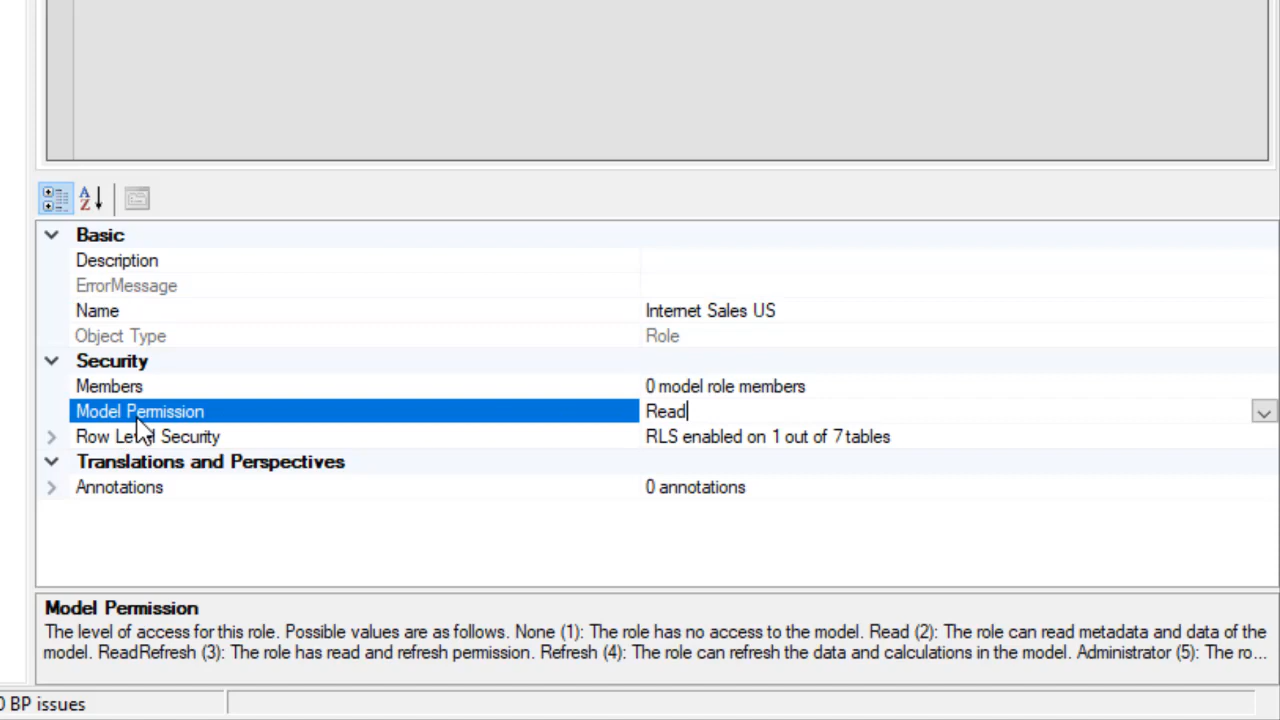 Basic
Description
ErrorMessage
Name Internet Sales US
Object Type Role
Security
Members 0 model role members
Model Permission Read
Row Level Security RLS enabled on 1 out of 7 tables
Translations and Perspectives
Annotations 0 annotations
Model Permission
The level of access for this role. Possible values are as follows. None (1): The role has no access to the model. Read (2): The role can read metadata and data of the
model. ReadRefresh (3): The role has read and refresh permission. Refresh (4): The role can refresh the data and calculations in the model. Administrator (5): The ro...
0 BP issues